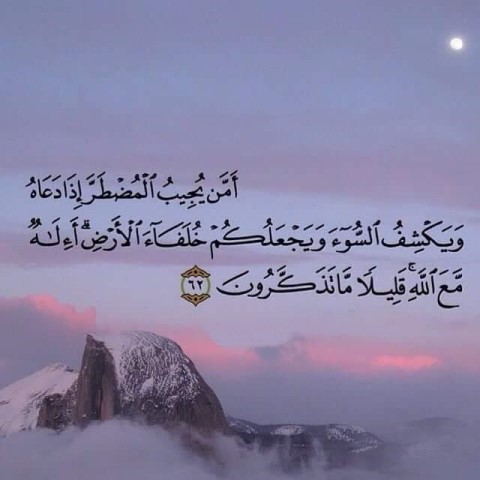 أَمَّن يُجِيبُ ٱلْمُضْطَرَّ إِذَا دَعَاهُ
وَيَكْشِفُ ٱلسُّوٓءَ وَيَجْعَلُكُمْ خُلَفَآءَ ٱلْأَرْضِ ۗ أَءِلَـٰهٌ
مَّعَ ٱللَّهِ ۚ قَلِيلًا مَّا تَذَكَّرُونَ ٦٢